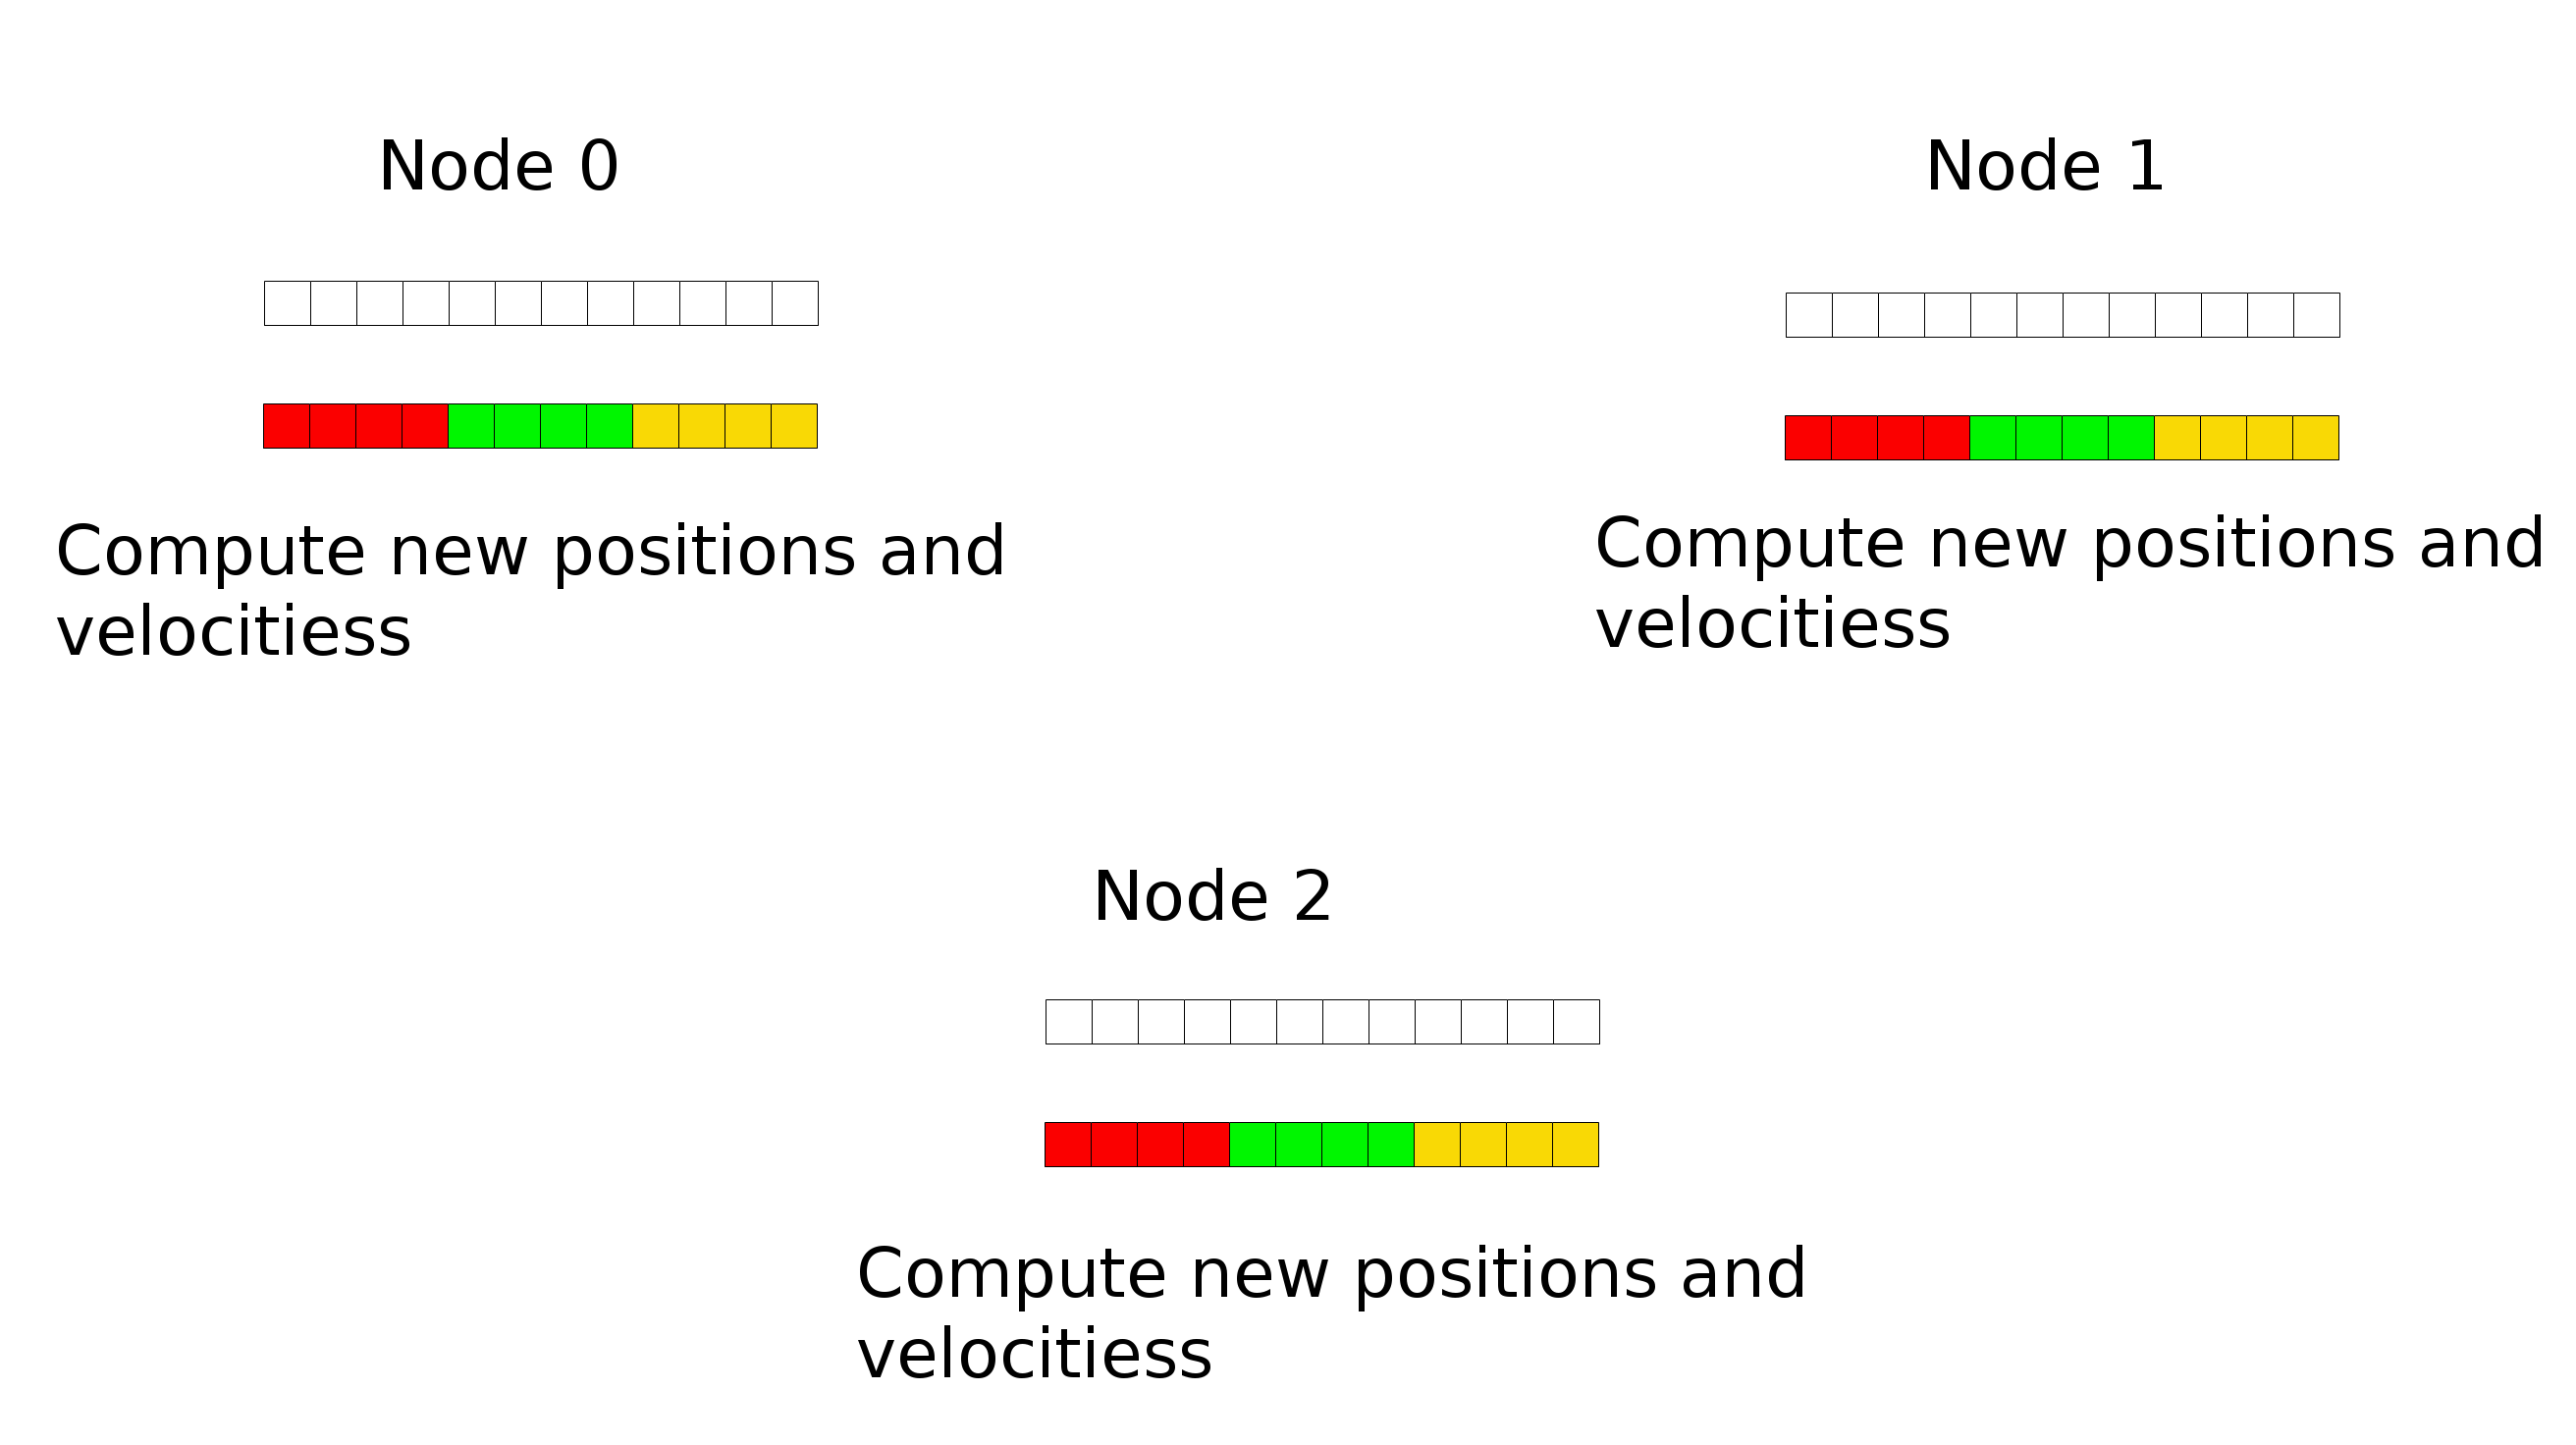 Node 0
Compute new positions and
velocitiess
Node 1
Compute new positions and
velocitiess
Node 2
Compute new positions and
velocitiess